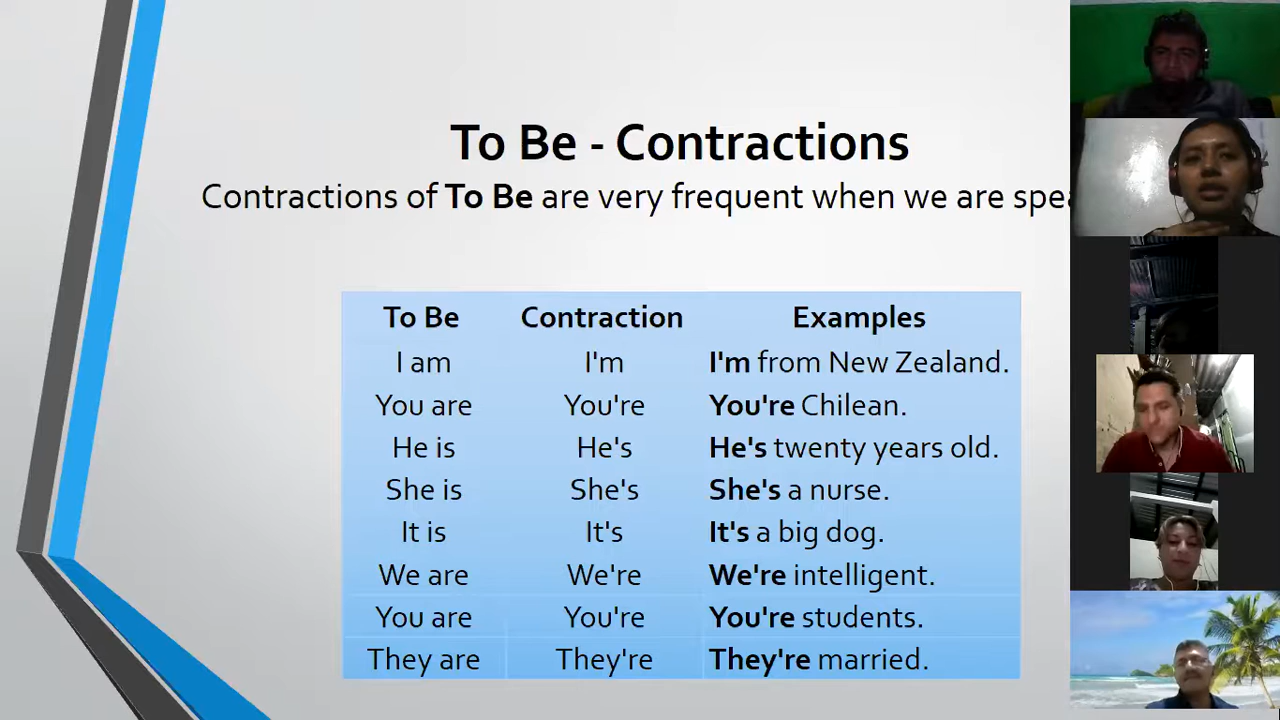 To Be - Contractions
Contractions of To Be are very frequent when we are spea
To Be Contraction Examples
I am I'm I'm from New Zealand.
You are You're You're Chilean.
He is He's He's twenty years old.
She is She's She's a nurse.
It is It's It's a big dog.
We are We're We're intelligent.
You are You're You're students.
They are They're They're married.